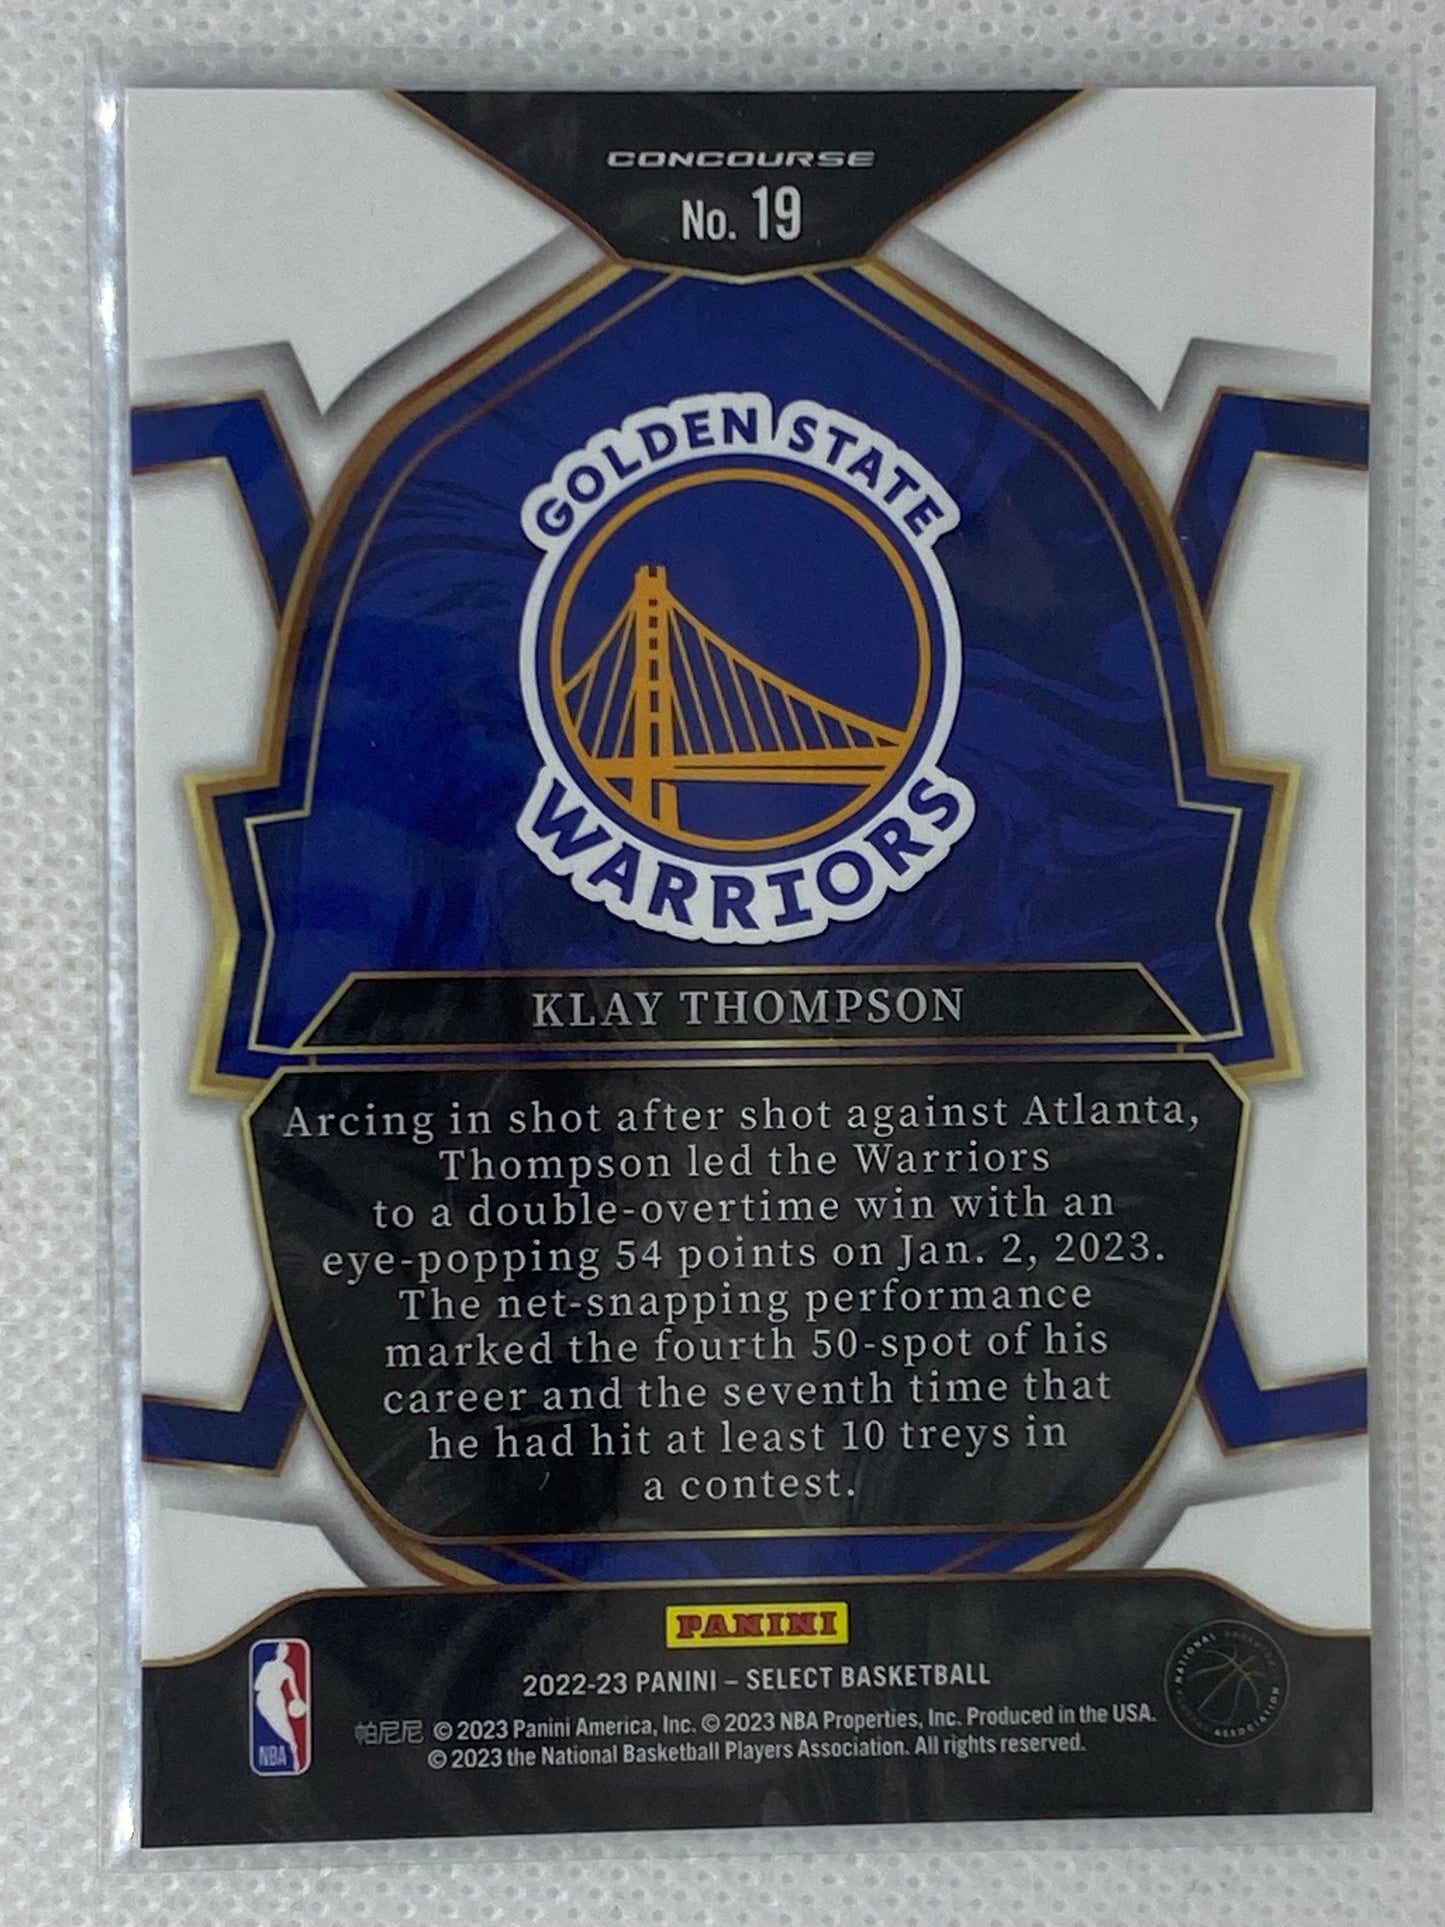 CONCOURSE
No. 19
GOLDEN STATE
WARRIORS
KLAY THOMPSON
Arcing in shot after shot against Atlanta,
Thompson led the Warriors
to a double-overtime win with an
eye-popping 54 points on Jan. 2, 2023.
The net-snapping performance
marked the fourth 50-spot of his
career and the seventh time that
he had hit at least 10 treys in
a contest.
PANINI
2022-23 PANINI – SELECT BASKETBALL
帕尼尼 © 2023 Panini America, Inc. © 2023 NBA Properties, Inc. Produced in the USA.
© 2023 the National Basketball Players Association. All rights reserved.
NBA
NATIONAL BASKETBALL PLAYERS ASSOCIATION